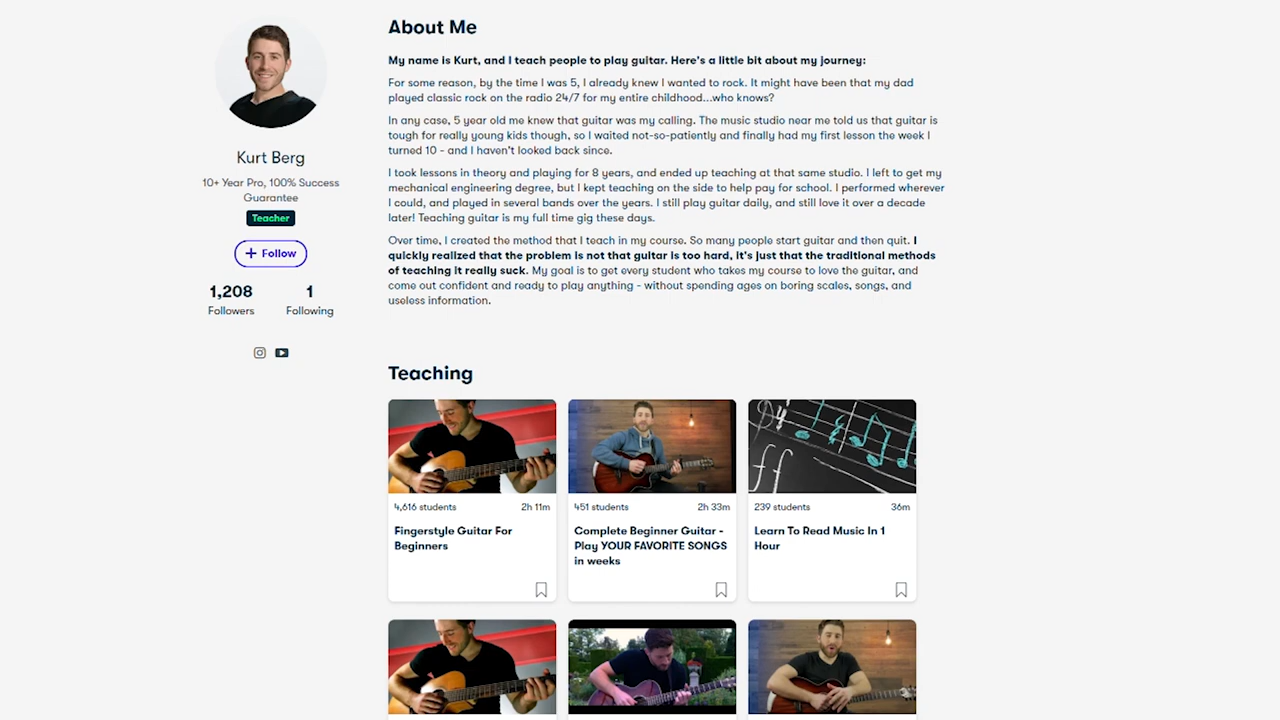 About Me
My name is Kurt, and I teach people to play guitar. Here's a little bit about my journey:
For some reason, by the time I was 5, I already knew I wanted to rock. It might have been that my dad
played classic rock on the radio 24/7 for my entire childhood...who knows?
In any case, 5 year old me knew that guitar was my calling. The music studio near me told us that guitar is
tough for really young kids though, so I waited not-so-patiently and finally had my first lesson the week I
turned 10 - and I haven't looked back since.
I took lessons in theory and playing for 8 years, and ended up teaching at that same studio. I left to get my
mechanical engineering degree, but I kept teaching on the side to help pay for school. I performed wherever
I could, and played in several bands over the years. I still play guitar daily, and still love it over a decade
later! Teaching guitar is my full time gig these days.
Over time, I created the method that I teach in my course. So many people start guitar and then quit. I
quickly realized that the problem is not that guitar is too hard, it's just that the traditional methods
of teaching it really suck. My goal is to get every student who takes my course to love the guitar, and
come out confident and ready to play anything - without spending ages on boring scales, songs, and
useless information.
Kurt Berg
10+ Year Pro, 100% Success
Guarantee
Teacher
+ Follow
1,208 1
Followers Following
Teaching
4,616 students 2h 11m
Fingerstyle Guitar For
Beginners
451 students 2h 33m
Complete Beginner Guitar -
Play YOUR FAVORITE SONGS
in weeks
239 students 36m
Learn To Read Music In 1
Hour